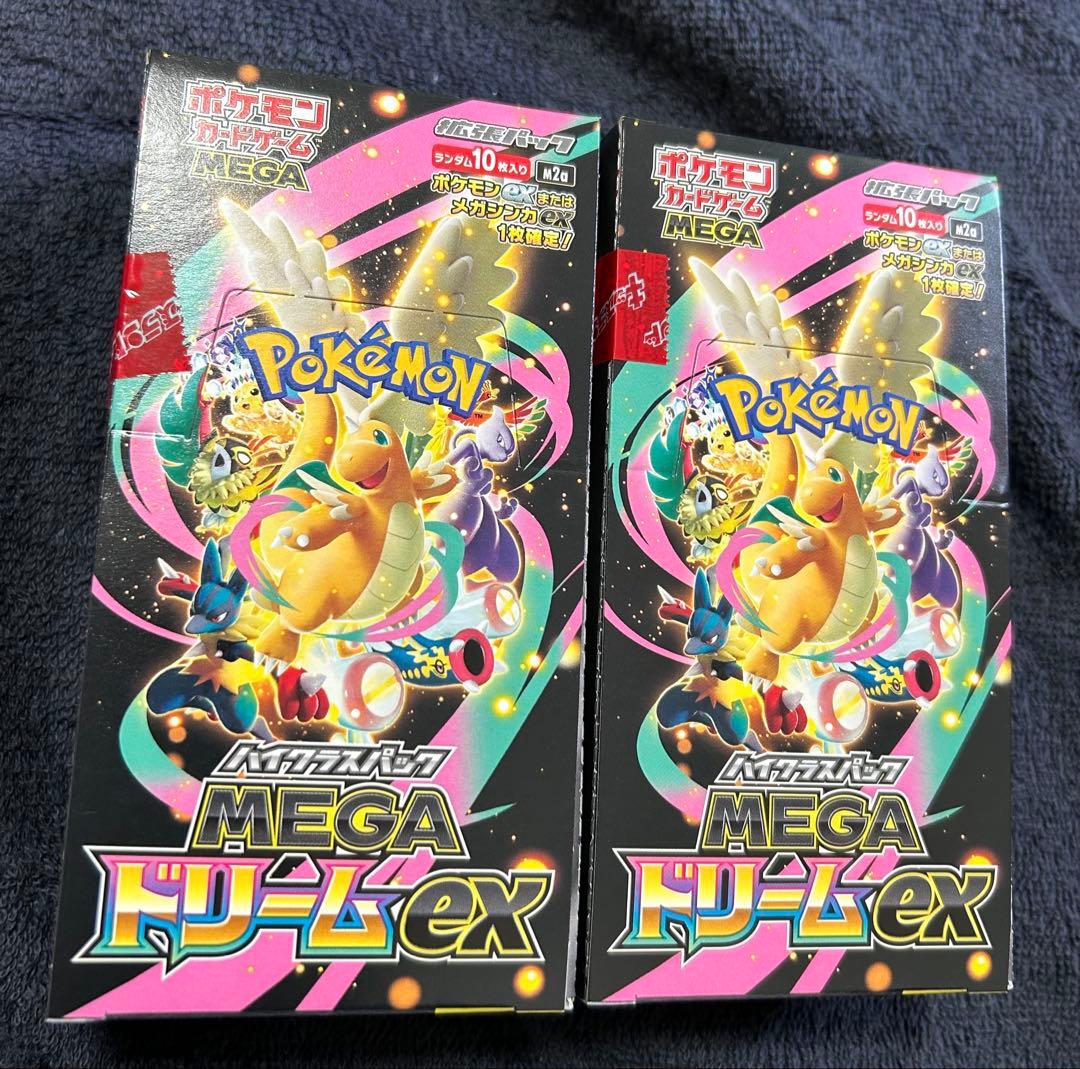 ポケモン
カードゲーム
MEGA
拡張パック
ランダム10枚入り M2a
ポケモンexまたは
メガシンカex
1枚確定!
Pokémon
ハイクラスパック
MEGA
ドリームex
ポケモン
カードゲーム
MEGA
拡張パック
ランダム10枚入り M2a
ポケモンexまたは
メガシンカex
1枚確定!
Pokémon
ハイクラスパック
MEGA
ドリームex